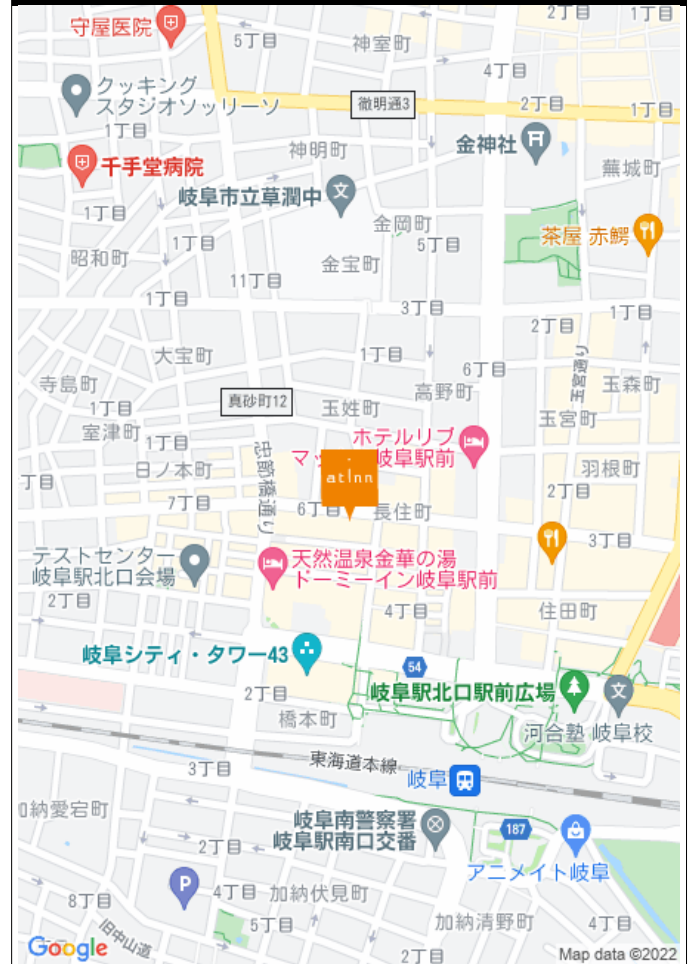 守屋医院
5丁目
神室町
2丁目
1丁目
4丁目
クッキング
スタジオソッリーソ
徹明通3
2丁目
1丁目
1丁目
神明町
金神社
千手堂病院
蕪城町
岐阜市立草潤中
1丁目
金岡町
5丁目
茶屋 赤鰐
1丁目
昭和町
金宝町
11丁目
1丁目
3丁目
1丁目
2丁目
大宝町
1丁目
6丁目
玉宮通り
寺島町
高野町
玉森町
真砂町12
玉姓町
1丁目
玉宮町
室津町
1丁目
ホテルリブ
マッ
岐阜駅前
忠節橋通り
日ノ本町
羽根町
丁目
atInn
2丁目
7丁目
6丁目
長住町
3丁目
テストセンター
岐阜駅北口会場
天然温泉金華の湯
ドーミーイン岐阜駅前
2丁目
4丁目
住田町
岐阜シティ・タワー43
54
2丁目
岐阜駅北口駅前広場
橋本町
河合塾 岐阜校
東海道本線
3丁目
岐阜
加納愛宕町
岐阜南警察署
岐阜駅南口交番
187
2丁目
アニメイト岐阜
P
4丁目
加納伏見町
8丁目
5丁目
加納清野町
4丁目
旧中山道
2丁目
Google
Map data ©2022